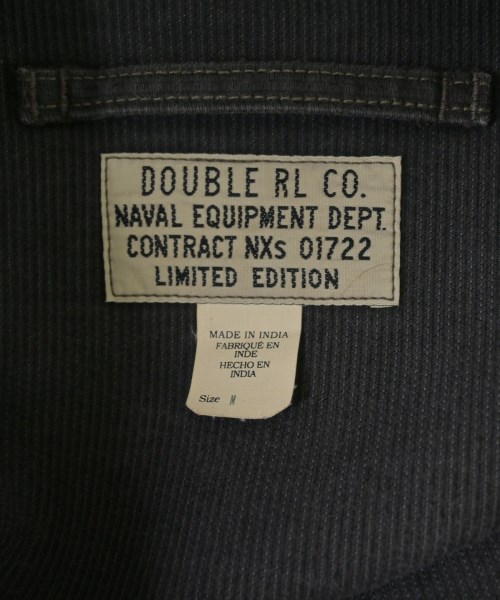 DOUBLE RL CO.
NAVAL EQUIPMENT DEPT.
CONTRACT NXs 01722
LIMITED EDITION
MADE IN INDIA
FABRIQUÉ EN
INDE
HECHO EN
INDIA
Size M